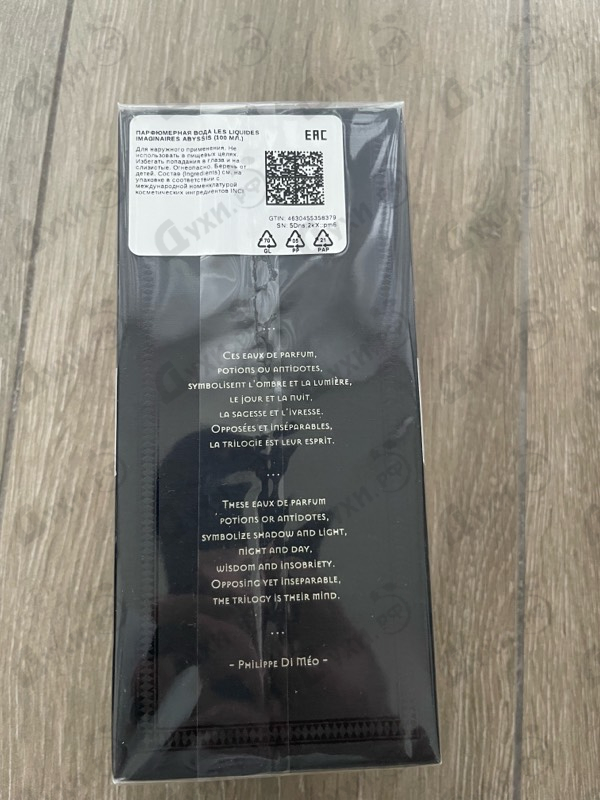 ПАРФЮМЕРНАЯ ВОДА LES LIQUIDES
IMAGINAIRES ABYSSIS (100 МЛ.)
EAC
Для наружного применения. Не
использовать в пищевых целях.
Избегать попадания в глаза и на
слизистые. Огнеопасно. Беречь от
детей. Состав (Ingredients) см. на
упаковке в соответствии с
международной номенклатурой
косметических ингредиентов INCI
GTIN: 4630455358379
SN:
70
GL
05
PP
21
PAP
...
Ces eaux de parfum,
potions ou antidotes,
symbolisent l'ombre et la lumière,
le jour et la nuit,
la sagesse et l'ivresse.
Opposées et inséparables,
la trilogie est leur esprit.
...
These eaux de parfum
potions or antidotes,
symbolize shadow and light,
night and day,
wisdom and insobriety.
Opposing yet inseparable,
the trilogy is their mind.
...
- Philippe Di Méo -
Духи.РФ